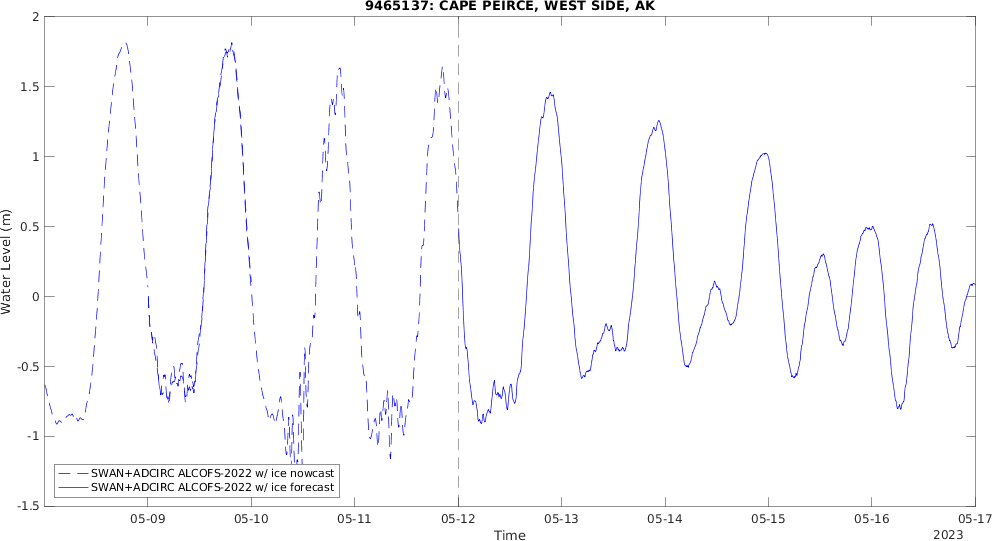 9465137: CAPE PEIRCE, WEST SIDE, AK
2
1.5
1
0.5
0
-0.5
-1
-1.5
Water Level (m)
SWAN+ADCIRC ALCOFS-2022 w/ ice nowcast
SWAN+ADCIRC ALCOFS-2022 w/ ice forecast
05-09 05-10 05-11 05-12 05-13 05-14 05-15 05-16 05-17
Time
2023